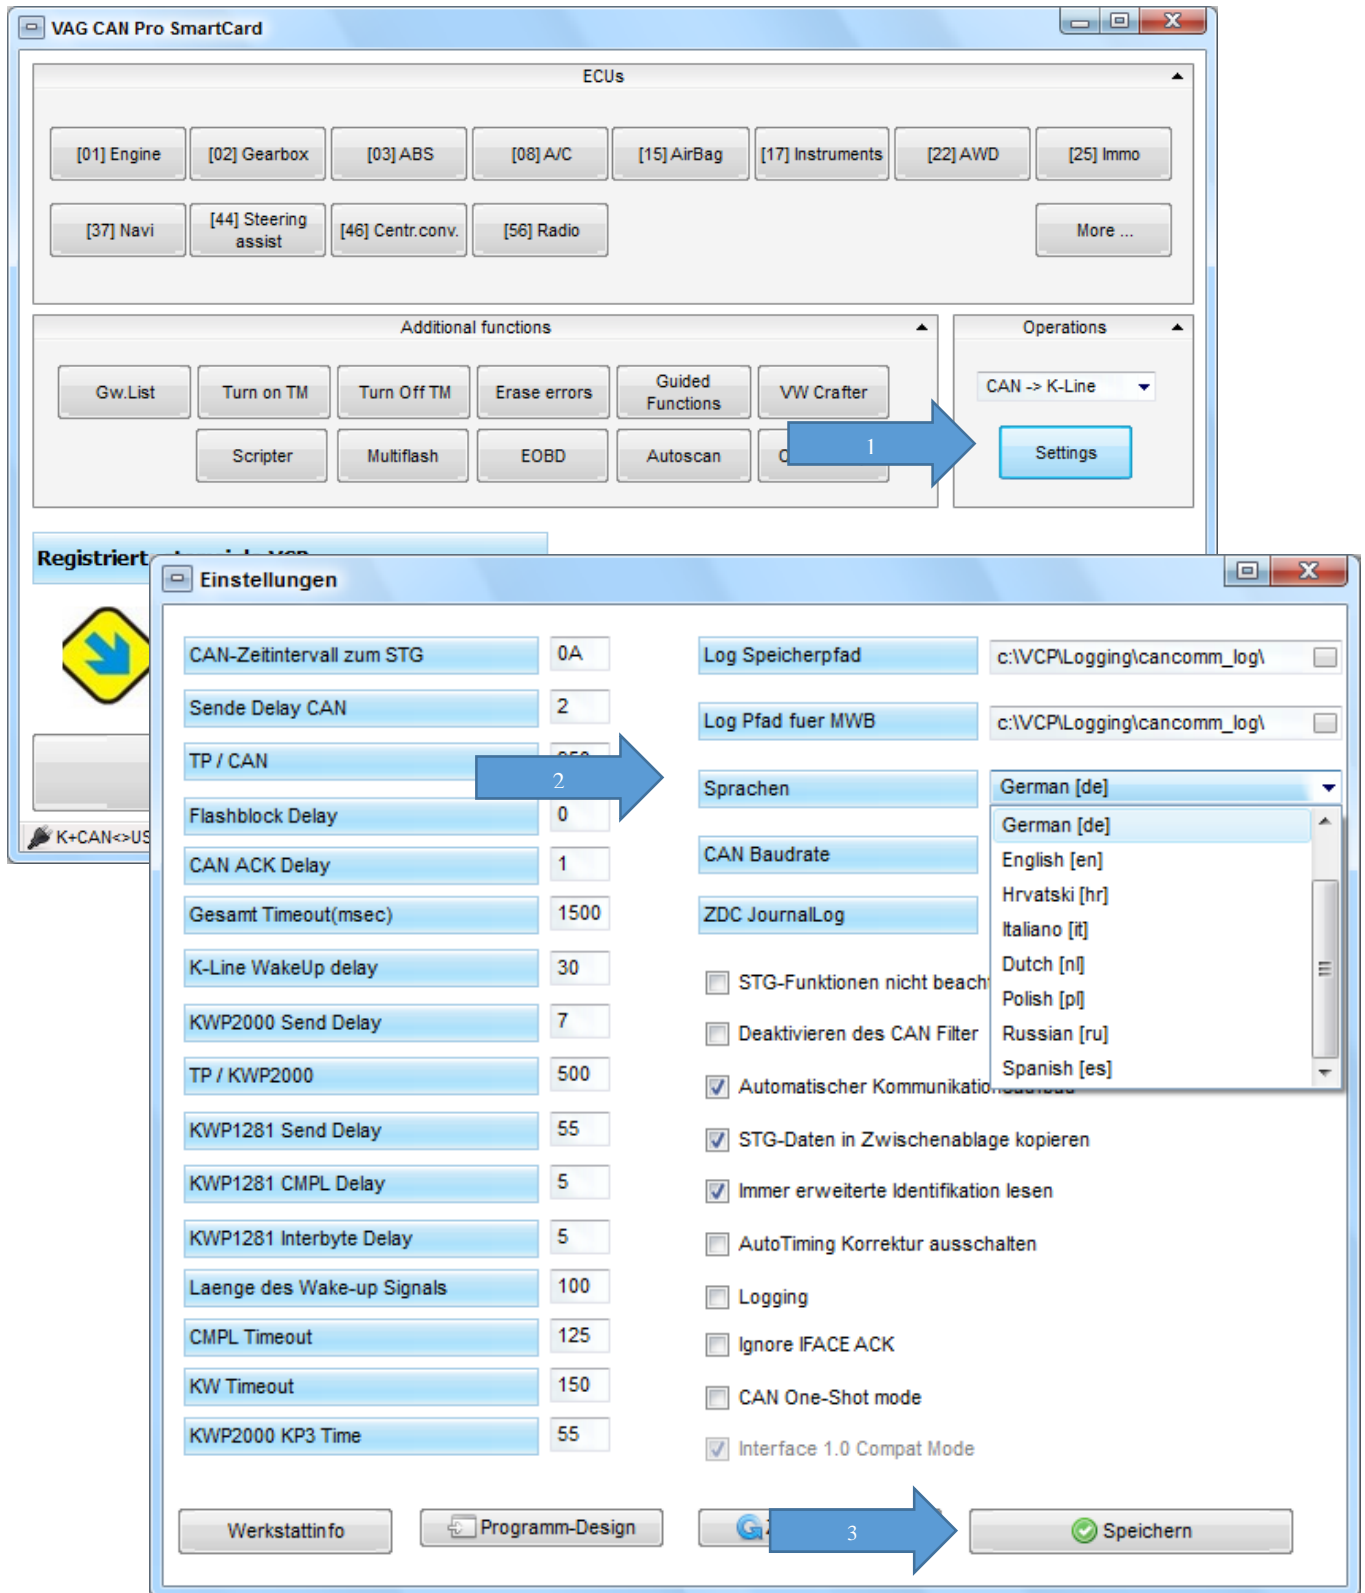 VAG CAN Pro SmartCard
ECUs
[01] Engine
[02] Gearbox
[03] ABS
[08] A/C
[15] AirBag
[17] Instruments
[22] AWD
[25] Immo
[37] Navi
[44] Steering
assist
[46] Centr.conv.
[56] Radio
More ...
Additional functions
Gw.List
Turn on TM
Turn Off TM
Erase errors
Guided
Functions
VW Crafter
Scripter
Multiflash
EOBD
Autoscan
1
Operations
CAN -> K-Line
Settings
Registriert
K+CAN<>US
Einstellungen
CAN-Zeitintervall zum STG
0A
Sende Delay CAN
2
TP / CAN
2
Flashblock Delay
0
CAN ACK Delay
1
Gesamt Timeout(msec)
1500
K-Line WakeUp delay
30
KWP2000 Send Delay
7
TP / KWP2000
500
KWP1281 Send Delay
55
KWP1281 CMPL Delay
5
KWP1281 Interbyte Delay
5
Laenge des Wake-up Signals
100
CMPL Timeout
125
KW Timeout
150
KWP2000 KP3 Time
55
Log Speicherpfad
c:\VCP\Logging\cancomm_log\
Log Pfad fuer MWB
c:\VCP\Logging\cancomm_log\
Sprachen
German [de]
German [de]
English [en]
Hrvatski [hr]
Italiano [it]
Dutch [nl]
Polish [pl]
Russian [ru]
Spanish [es]
CAN Baudrate
ZDC JournalLog
STG-Funktionen nicht beach
Deaktivieren des CAN Filter
Automatischer Kommunikationsaufbau
STG-Daten in Zwischenablage kopieren
Immer erweiterte Identifikation lesen
AutoTiming Korrektur ausschalten
Logging
Ignore IFACE ACK
CAN One-Shot mode
Interface 1.0 Compat Mode
Werkstattinfo
Programm-Design
3
Speichern